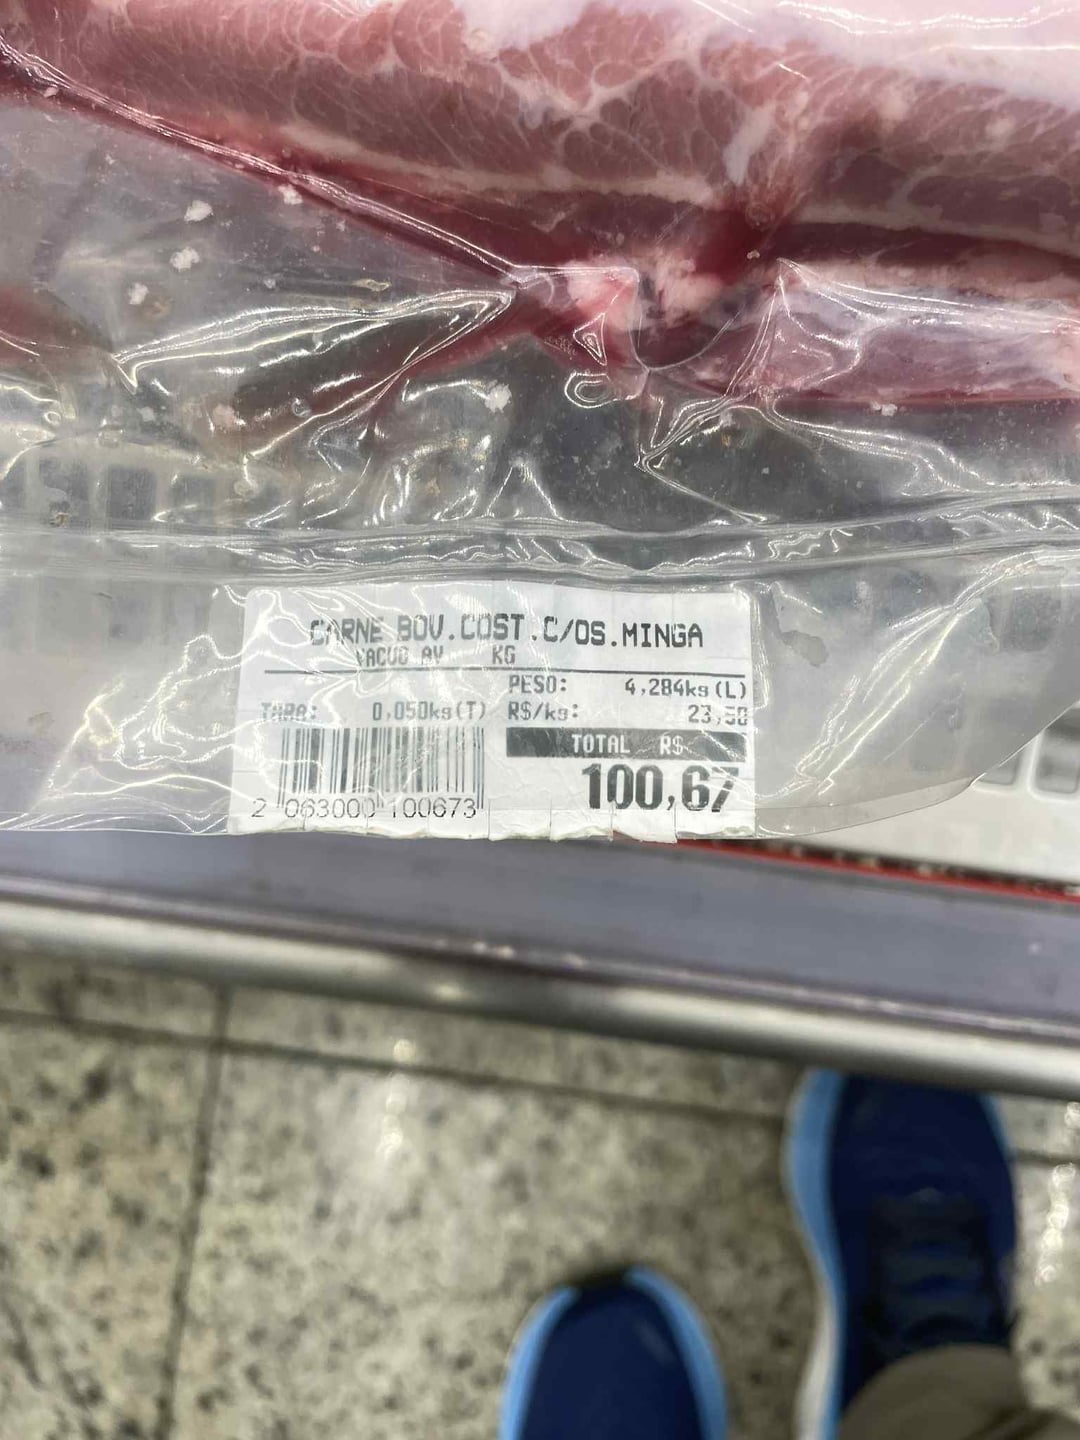 CARNE BOV.COST.C/OS.MINGA
VACUO AV KG
PESO: 4,284kg(L)
TARA: 0,050kg(T) R$/kg: 23,50
TOTAL R$
100,67
2 063000 100673